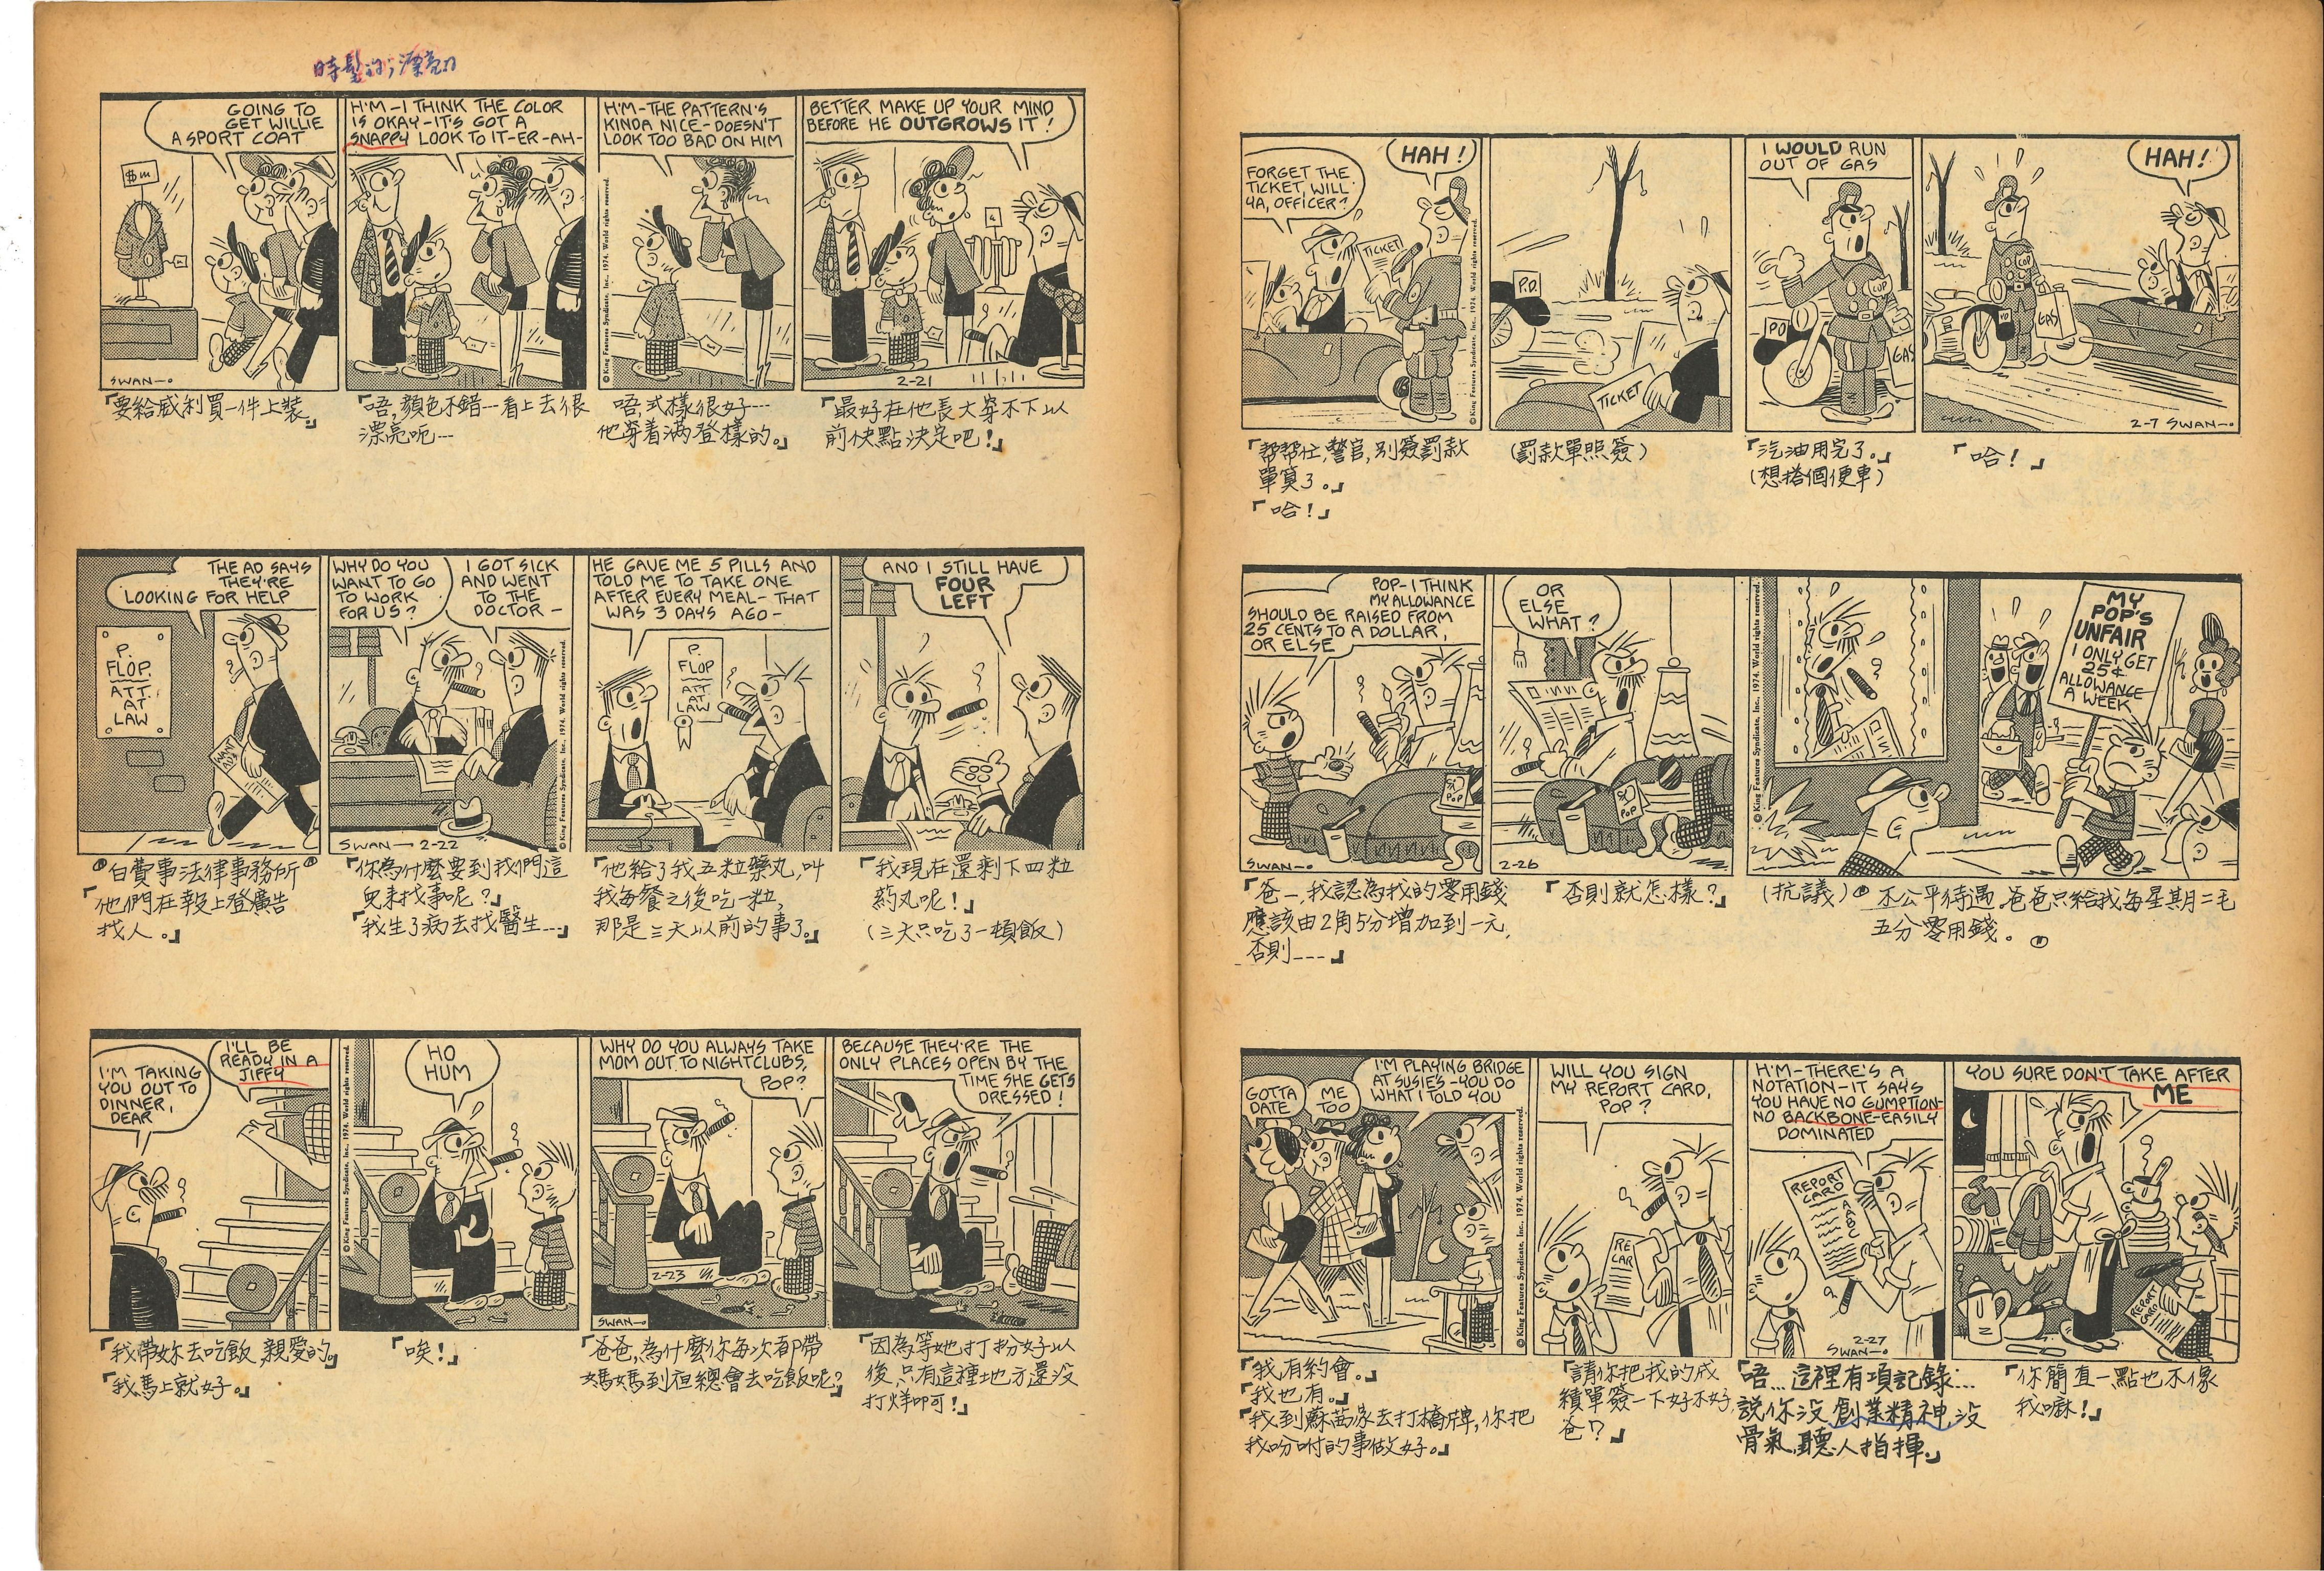 時髦的，漂亮的
GOING TO
GET WILLIE
A SPORT COAT
$m
SWAN—
H'M-I THINK THE COLOR
IS OKAY-IT'S GOT A
SNAPPY LOOK TO IT-ER-AH-
H'M-THE PATTERN'S
KINDA NICE-DOESN'T
LOOK TOO BAD ON HIM
© King Features Syndicate, Inc., 1974. World rights reserved.
BETTER MAKE UP YOUR MIND
BEFORE HE OUTGROWS IT!
2-21
「要給威利買一件上裝。」
「唔,顏色不錯---看上去很
漂亮呃---
唔,式樣很好---
他穿着滿登樣的。」
「最好在他長大穿不下以
前快點決定吧!」
THE AD SAYS
THEY'RE
LOOKING FOR HELP
P.
FLOP
ATT.
AT
LAW
WANT
ADS
WHY DO YOU
WANT TO GO
TO WORK
FOR US?
I GOT SICK
AND WENT
TO THE
DOCTOR-
SWAN— 2-22
© King Features Syndicate, Inc., 1974. World rights reserved.
HE GAVE ME 5 PILLS AND
TOLD ME TO TAKE ONE
AFTER EVERY MEAL-THAT
WAS 3 DAYS AGO-
P.
FLOP
ATT.
AT
LAW
AND I STILL HAVE
FOUR
LEFT
白費事法律事務所
「他們在報上登廣告
找人。」
「你為什麼要到我們這
兒來找事呢?」
「我生了病去找醫生---」
「他給了我五粒藥丸,叫
我每餐之後吃一粒,
那是三天以前的事了。」
「我現在還剩下四粒
葯丸呢!」
(三天只吃了一頓飯)
I'M TAKING
YOU OUT TO
DINNER,
DEAR
I'LL BE
READY IN A
JIFFY
© King Features Syndicate, Inc., 1974. World rights reserved.
HO
HUM
WHY DO YOU ALWAYS TAKE
MOM OUT TO NIGHTCLUBS,
POP?
2-23
SWAN—
BECAUSE THEY'RE THE
ONLY PLACES OPEN BY THE
TIME SHE GETS
DRESSED!
「我帶妳去吃飯,親愛的。」
「我馬上就好。」
「唉!」
「爸爸,為什麼你每次都帶
媽媽到夜總會去吃飯呢?」
「因為等她打扮好以
後,只有這種地方還沒
打烊啊!」
FORGET THE
TICKET, WILL
YA, OFFICER?
HAH!
TICKET
© King Features Syndicate, Inc., 1974. World rights reserved.
P.D.
TICKET
I WOULD RUN
OUT OF GAS
COP
PD
GAS
HAH!
COP
GAS
2-7 SWAN—
「幫幫忙,警官,別簽罰款
單算了。」
「哈!」
(罰款單照簽)
「汽油用完了。」
(想搭個便車)
「哈!」
POP-I THINK
MY ALLOWANCE
SHOULD BE RAISED FROM
25 CENTS TO A DOLLAR,
OR ELSE
POP
SWAN—
OR
ELSE
WHAT?
POP
2-26
© King Features Syndicate, Inc., 1974. World rights reserved.
MY
POP'S
UNFAIR
I ONLY GET
25¢
ALLOWANCE
A WEEK
「爸—,我認為我的零用錢
應該由2角5分增加到一元,
否則---」
「否則就怎樣?」
(抗議) 不公平待遇,爸爸只給我每星期二毛
五分零用錢。
GOTTA
DATE
ME
TOO
I'M PLAYING BRIDGE
AT SUSIE'S-YOU DO
WHAT I TOLD YOU
© King Features Syndicate, Inc., 1974. World rights reserved.
WILL YOU SIGN
MY REPORT CARD,
POP?
H'M-THERE'S A
NOTATION-IT SAYS
YOU HAVE NO GUMPTION-
NO BACKBONE-EASILY
DOMINATED
REPORT
CARD
2-27
SWAN—
YOU SURE DON'T TAKE AFTER
ME
REPORT
CARD
「我有約會。」
「我也有。」
「我到蘇茜家去打橋牌,你把
我吩咐的事做好。」
「請你把我的成
績單簽一下好不好,
爸?」
「唔...這裡有項記錄...
說你沒創業精神,沒
骨氣,聽人指揮。」
「你簡直一點也不像
我嘛!」